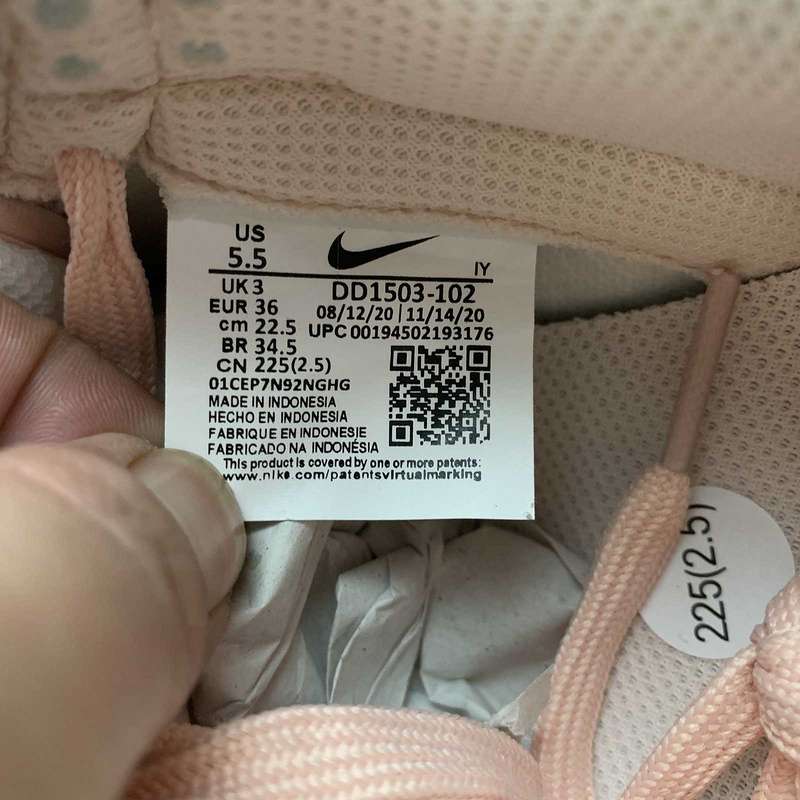 US
5.5
IY
UK 3
DD1503-102
EUR 36
08/12/20 | 11/14/20
cm 22.5
UPC 00194502193176
BR 34.5
CN 225(2.5)
01CEP7N92NGHG
MADE IN INDONESIA
HECHO EN INDONESIA
FABRIQUE EN INDONESIE
FABRICADO NA INDONÉSIA
This product is covered by one or more patents:
www.nike.com/patentsvirtualmarking
225(2.5)